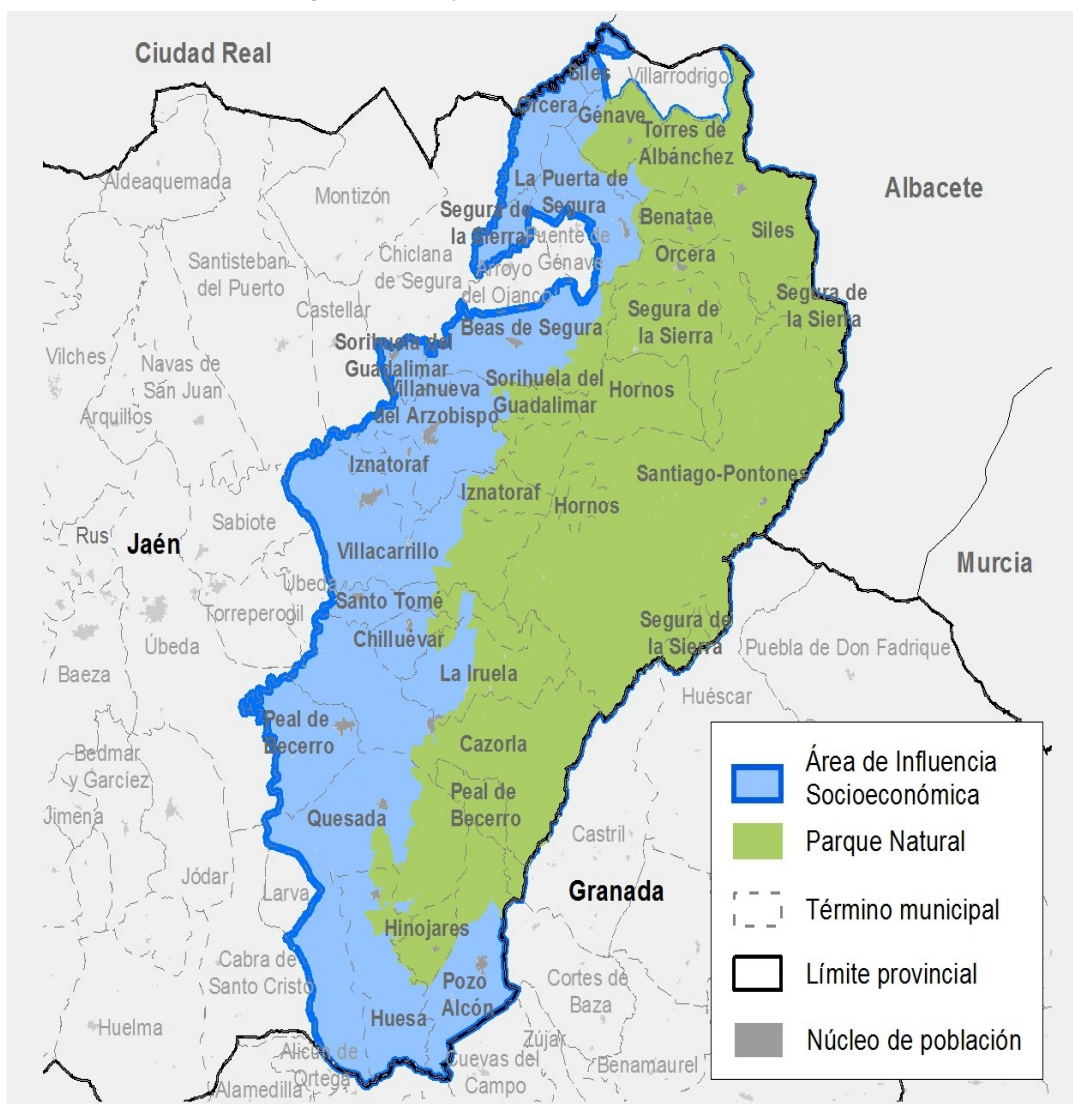 Ciudad Real
Siles
Villarrodrigo
Orcera
Génave
Torres de
Albánchez
Aldeaquemada
Montizón
La Puerta de
Segura
Albacete
Segura de
la Sierra
Benatae
Siles
Puente de
Génave
Chiclana
de Segura
Orcera
Santisteban
del Puerto
Arroyo
del Ojanco
Castellar
Segura de
la Sierra
Beas de Segura
Segura de
la Sierra
Sorihuela del
Guadalimar
Vilches
Navas de
San Juan
Villanueva
del Arzobispo
Sorihuela del
Guadalimar
Hornos
Arquillos
Iznatoraf
Santiago-Pontones
Iznatoraf
Hornos
Sabiote
Rus
Jaén
Villacarrillo
Murcia
Úbeda
Santo Tomé
Torreperogil
Chilluévar
Segura de
la Sierra
Úbeda
Puebla de Don Fadrique
Baeza
La Iruela
Huéscar
Peal de
Becerro
Cazorla
Bedmar
y Garcíez
Peal de
Becerro
Jimena
Quesada
Castril
Jódar
Larva
Granada
Hinojares
Cabra de
Santo Cristo
Pozo
Alcón
Cortes de
Baza
Huelma
Huesa
Zújar
Alicún de
Ortega
Cuevas del
Campo
Benamaurel
Alamedilla
Área de Influencia
Socioeconómica
Parque Natural
Término municipal
Límite provincial
Núcleo de población